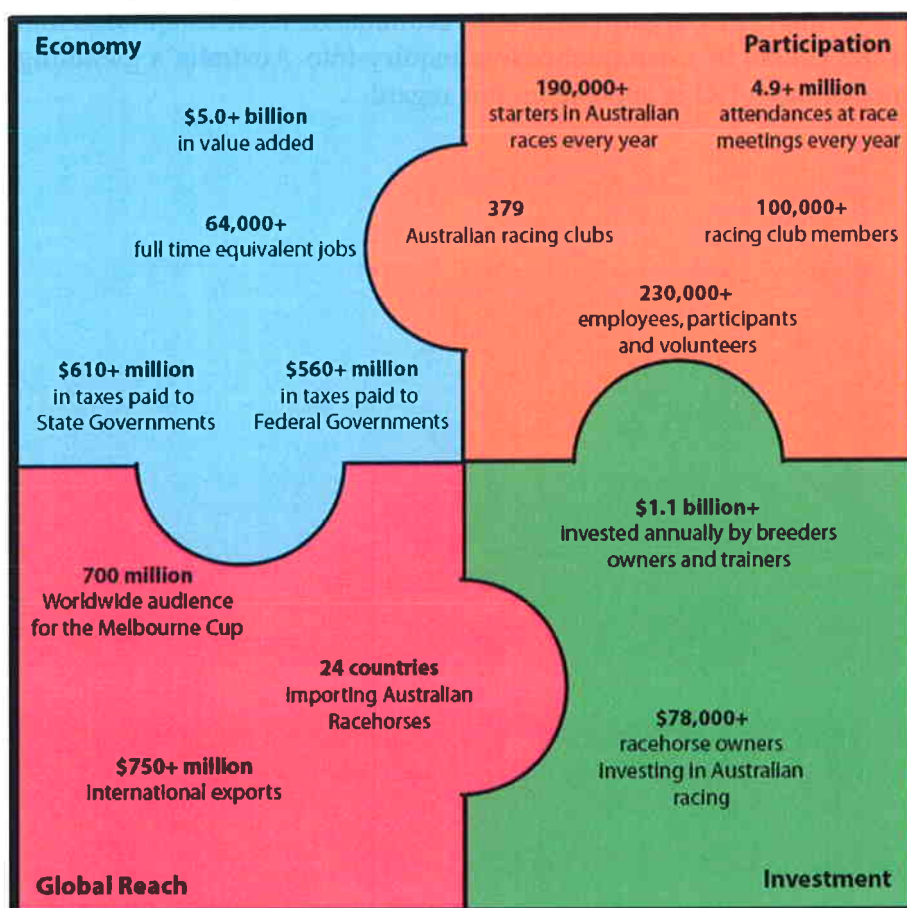 Economy
$5.0+ billion
in value added
64,000+
full time equivalent jobs
$610+ million
in taxes paid to
State Governments
$560+ million
in taxes paid to
Federal Governments
Participation
190,000+
starters in Australian
races every year
4.9+ million
attendances at race
meetings every year
379
Australian racing clubs
100,000+
racing club members
230,000+
employees, participants
and volunteers
700 million
Worldwide audience
for the Melbourne Cup
24 countries
importing Australian
Racehorses
$750+ million
international exports
Global Reach
$1.1 billion+
invested annually by breeders
owners and trainers
$78,000+
racehorse owners
investing in Australian
racing
Investment